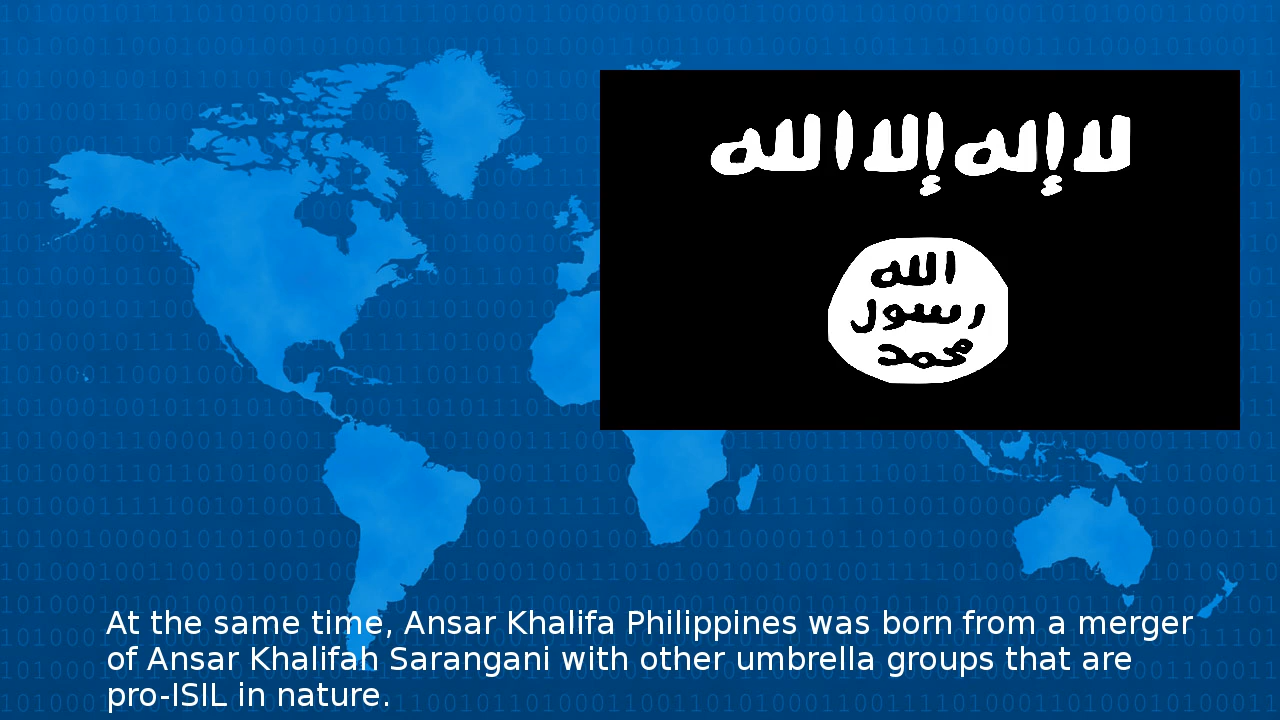 لا إله إلا الله
الله
رسول
محمد
At the same time, Ansar Khalifa Philippines was born from a merger
of Ansar Khalifah Sarangani with other umbrella groups that are
pro-ISIL in nature.